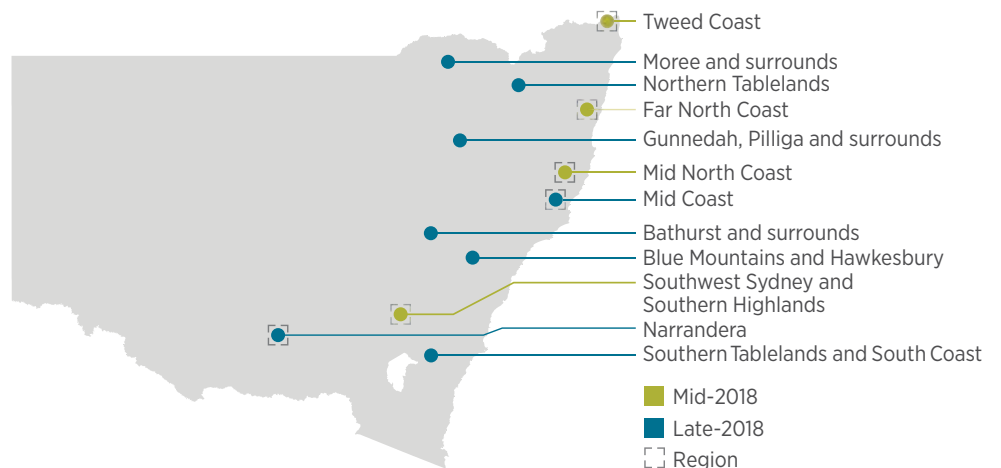 Tweed Coast
Moree and surrounds
Northern Tablelands
Far North Coast
Gunnedah, Pilliga and surrounds
Mid North Coast
Mid Coast
Bathurst and surrounds
Blue Mountains and Hawkesbury
Southwest Sydney and
Southern Highlands
Narrandera
Southern Tablelands and South Coast
Mid-2018
Late-2018
Region